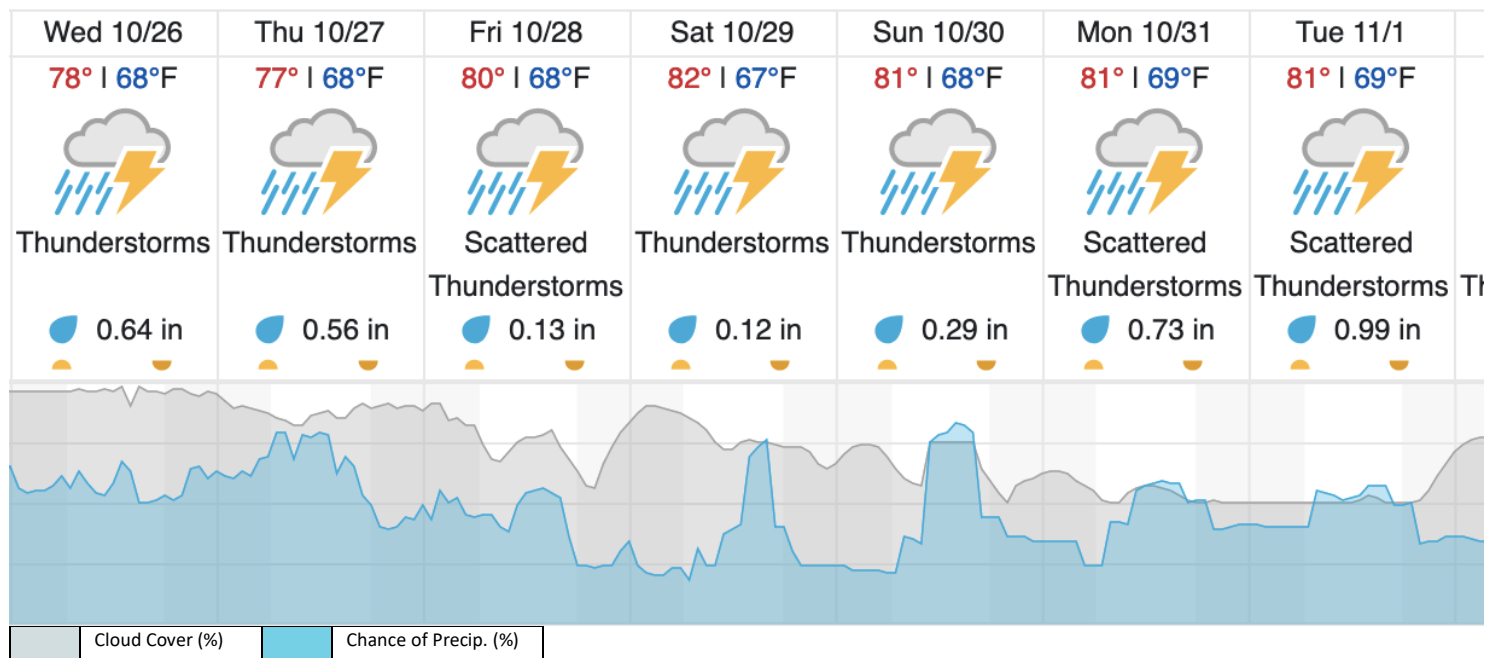 Wed 10/26 Thu 10/27 Fri 10/28 Sat 10/29 Sun 10/30 Mon 10/31 Tue 11/1
78° | 68°F 77° | 68°F 80° | 68°F 82° | 67°F 81° | 68°F 81° | 69°F 81° | 69°F
Thunderstorms Thunderstorms Scattered Thunderstorms Thunderstorms Scattered Scattered
Thunderstorms Thunderstorms Thunderstorms Th
0.64 in 0.56 in 0.13 in 0.12 in 0.29 in 0.73 in 0.99 in
Cloud Cover (%) Chance of Precip. (%)